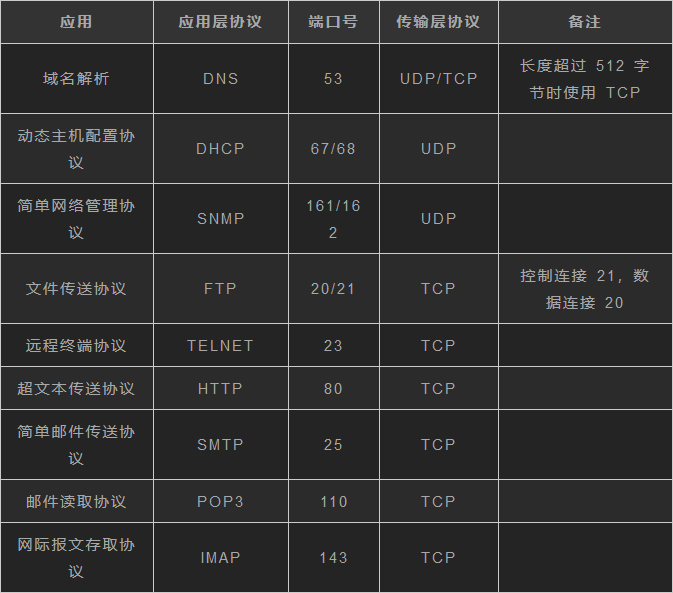 应用 应用层协议 端口号 传输层协议 备注
域名解析 DNS 53 UDP/TCP 长度超过 512 字
节时使用 TCP
动态主机配置协
议 DHCP 67/68 UDP
简单网络管理协
议 SNMP 161/16
2 UDP
文件传送协议 FTP 20/21 TCP 控制连接 21，数
据连接 20
远程终端协议 TELNET 23 TCP
超文本传送协议 HTTP 80 TCP
简单邮件传送协
议 SMTP 25 TCP
邮件读取协议 POP3 110 TCP
网际报文存取协
议 IMAP 143 TCP